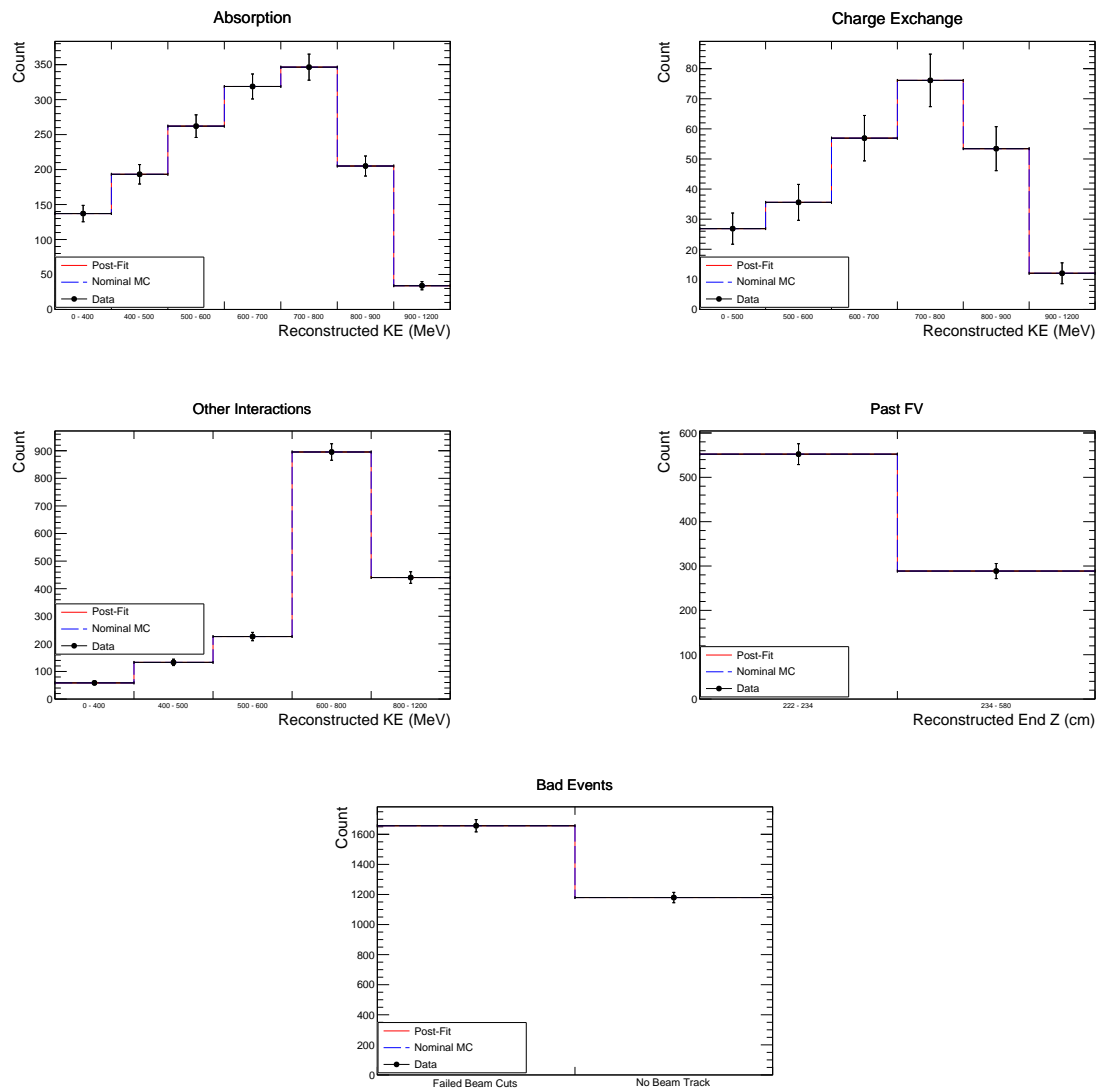 Absorption
Count
350
300
250
200
150
100
50
0
Post-Fit
Nominal MC
Data
0 - 400 400 - 500 500 - 600 600 - 700 700 - 800 800 - 900 900 - 1200
Reconstructed KE (MeV)
Charge Exchange
Count
80
70
60
50
40
30
20
10
0
Post-Fit
Nominal MC
Data
0 - 500 500 - 600 600 - 700 700 - 800 800 - 900 900 - 1200
Reconstructed KE (MeV)
Other Interactions
Count
900
800
700
600
500
400
300
200
100
0
Post-Fit
Nominal MC
Data
0 - 400 400 - 500 500 - 600 600 - 800 800 - 1200
Reconstructed KE (MeV)
Past FV
Count
600
500
400
300
200
100
0
Post-Fit
Nominal MC
Data
222 - 234 234 - 580
Reconstructed End Z (cm)
Bad Events
Count
1600
1400
1200
1000
800
600
400
200
0
Post-Fit
Nominal MC
Data
Failed Beam Cuts No Beam Track